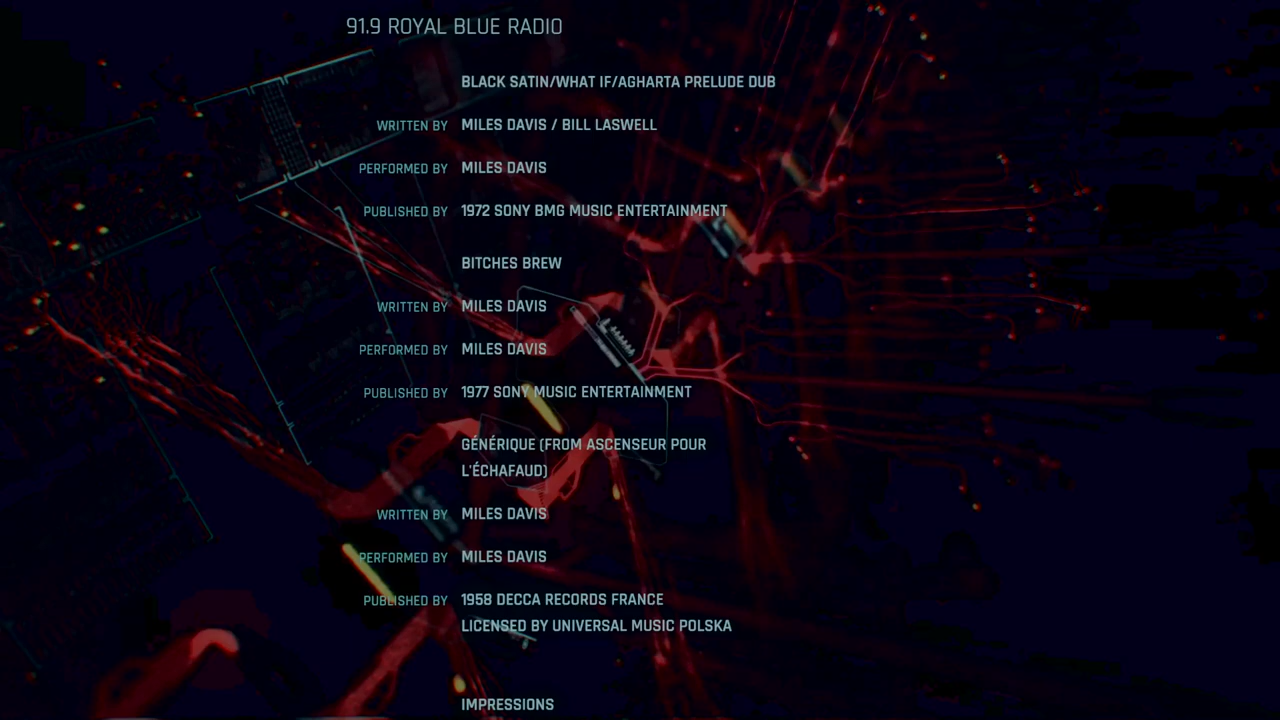 91.9 ROYAL BLUE RADIO
BLACK SATIN/WHAT IF/AGHARTA PRELUDE DUB
WRITTEN BY MILES DAVIS / BILL LASWELL
PERFORMED BY MILES DAVIS
PUBLISHED BY 1972 SONY BMG MUSIC ENTERTAINMENT
BITCHES BREW
WRITTEN BY MILES DAVIS
PERFORMED BY MILES DAVIS
PUBLISHED BY 1977 SONY MUSIC ENTERTAINMENT
GÉNÉRIQUE (FROM ASCENSEUR POUR
L'ÉCHAFAUD)
WRITTEN BY MILES DAVIS
PERFORMED BY MILES DAVIS
PUBLISHED BY 1958 DECCA RECORDS FRANCE
LICENSED BY UNIVERSAL MUSIC POLSKA
IMPRESSIONS